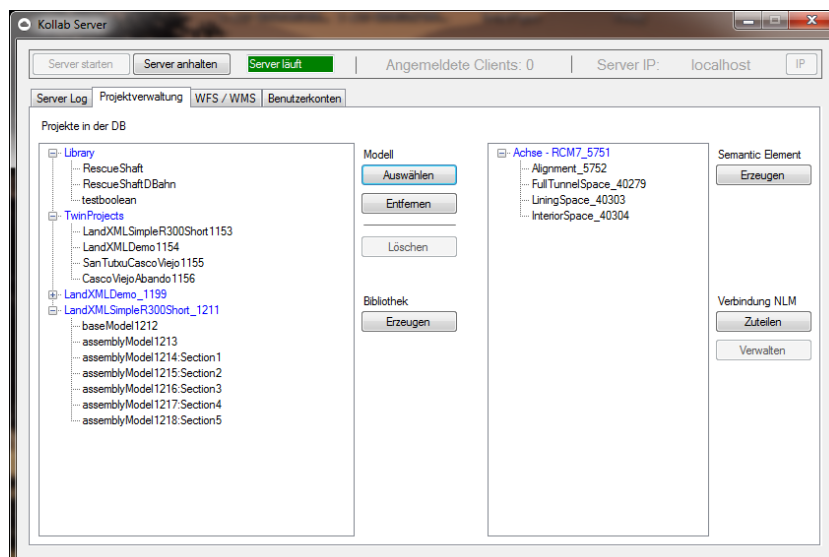 Kollab Server
Server starten Server anhalten Server läuft Angemeldete Clients: 0 Server IP: localhost IP
Server Log Projektverwaltung WFS / WMS Benutzerkonten
Projekte in der DB
Library
RescueShaft
RescueShaftDBahn
testboolean
TwinProjects
LandXMLSimpleR300Short1153
LandXMLDemo1154
SanTutxuCascoViejo1155
CascoViejoAbando1156
LandXMLDemo_1199
LandXMLSimpleR300Short_1211
baseModel1212
assemblyModel1213
assemblyModel1214:Section1
assemblyModel1215:Section2
assemblyModel1216:Section3
assemblyModel1217:Section4
assemblyModel1218:Section5
Modell
Auswählen
Entfernen
Löschen
Bibliothek
Erzeugen
Achse - RCM7_5751
Alignment_5752
FullTunnelSpace_40279
LiningSpace_40303
InteriorSpace_40304
Semantic Element
Erzeugen
Verbindung NLM
Zuteilen
Verwalten